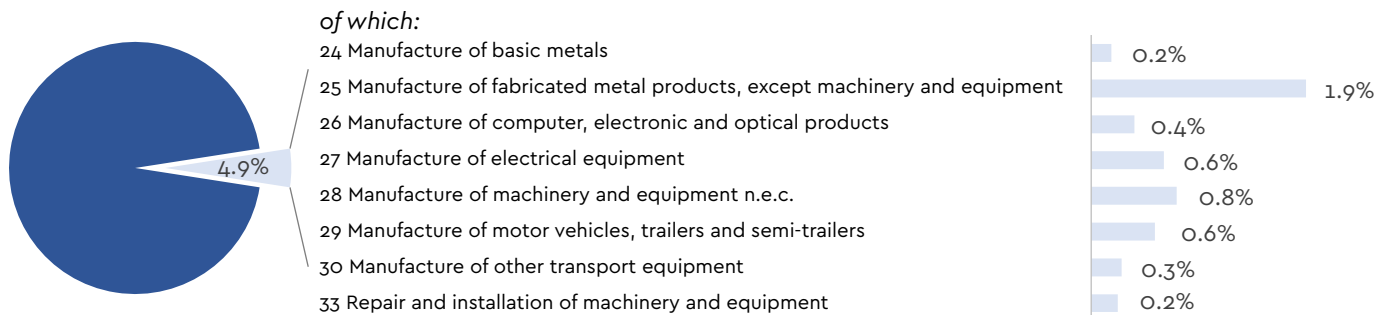 of which:
24 Manufacture of basic metals
0.2%
25 Manufacture of fabricated metal products, except machinery and equipment
1.9%
26 Manufacture of computer, electronic and optical products
0.4%
4.9%
27 Manufacture of electrical equipment
0.6%
28 Manufacture of machinery and equipment n.e.c.
0.8%
29 Manufacture of motor vehicles, trailers and semi-trailers
0.6%
30 Manufacture of other transport equipment
0.3%
33 Repair and installation of machinery and equipment
0.2%